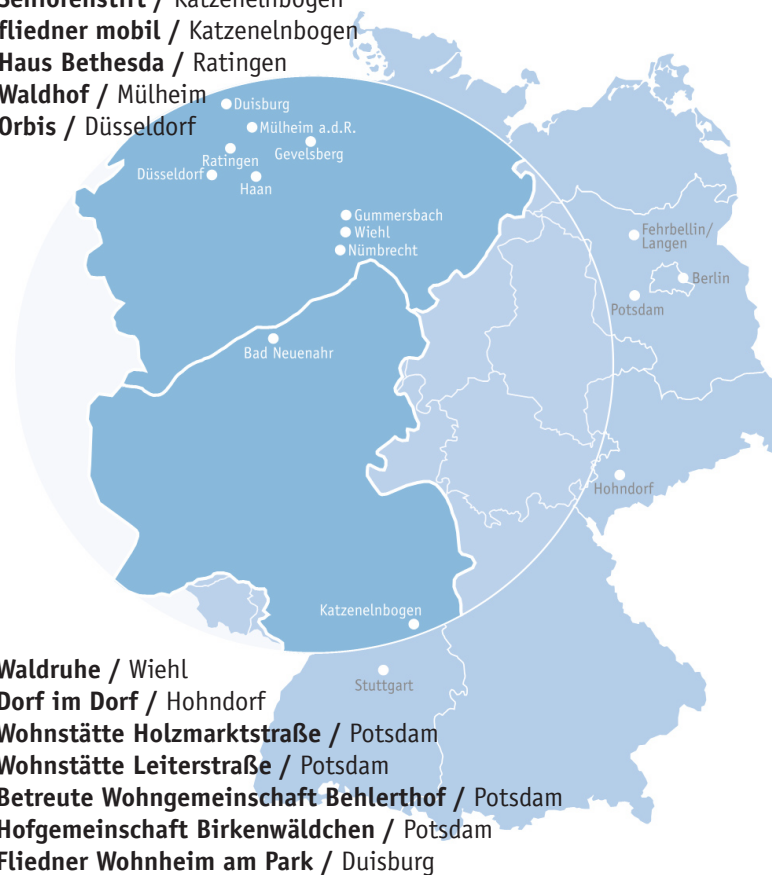 Seniorenstift / Katzenelnbogen
fliedner mobil / Katzenelnbogen
Haus Bethesda / Ratingen
Waldhof / Mülheim
Orbis / Düsseldorf
Duisburg
Mülheim a.d.R.
Gevelsberg
Ratingen
Düsseldorf
Haan
Gummersbach
Wiehl
Nümbrecht
Fehrbellin/
Langen
Berlin
Potsdam
Bad Neuenahr
Hohndorf
Katzenelnbogen
Stuttgart
Waldruhe / Wiehl
Dorf im Dorf / Hohndorf
Wohnstätte Holzmarktstraße / Potsdam
Wohnstätte Leiterstraße / Potsdam
Betreute Wohngemeinschaft Behlerthof / Potsdam
Hofgemeinschaft Birkenwäldchen / Potsdam
Fliedner Wohnheim am Park / Duisburg